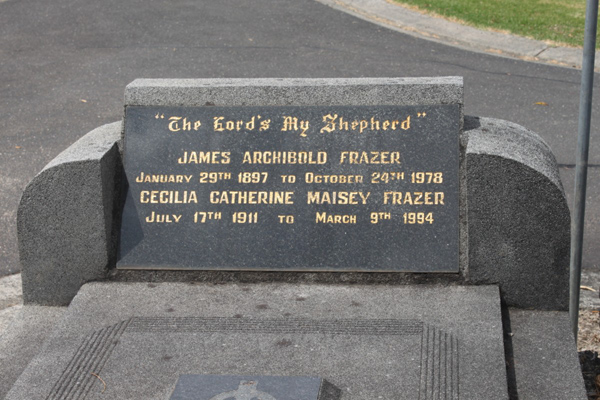 "The Lord's My Shepherd"
JAMES ARCHIBOLD FRAZER
JANUARY 29TH 1897 TO OCTOBER 24TH 1978
CECILIA CATHERINE MAISEY FRAZER
JULY 17TH 1911 TO MARCH 9TH 1994